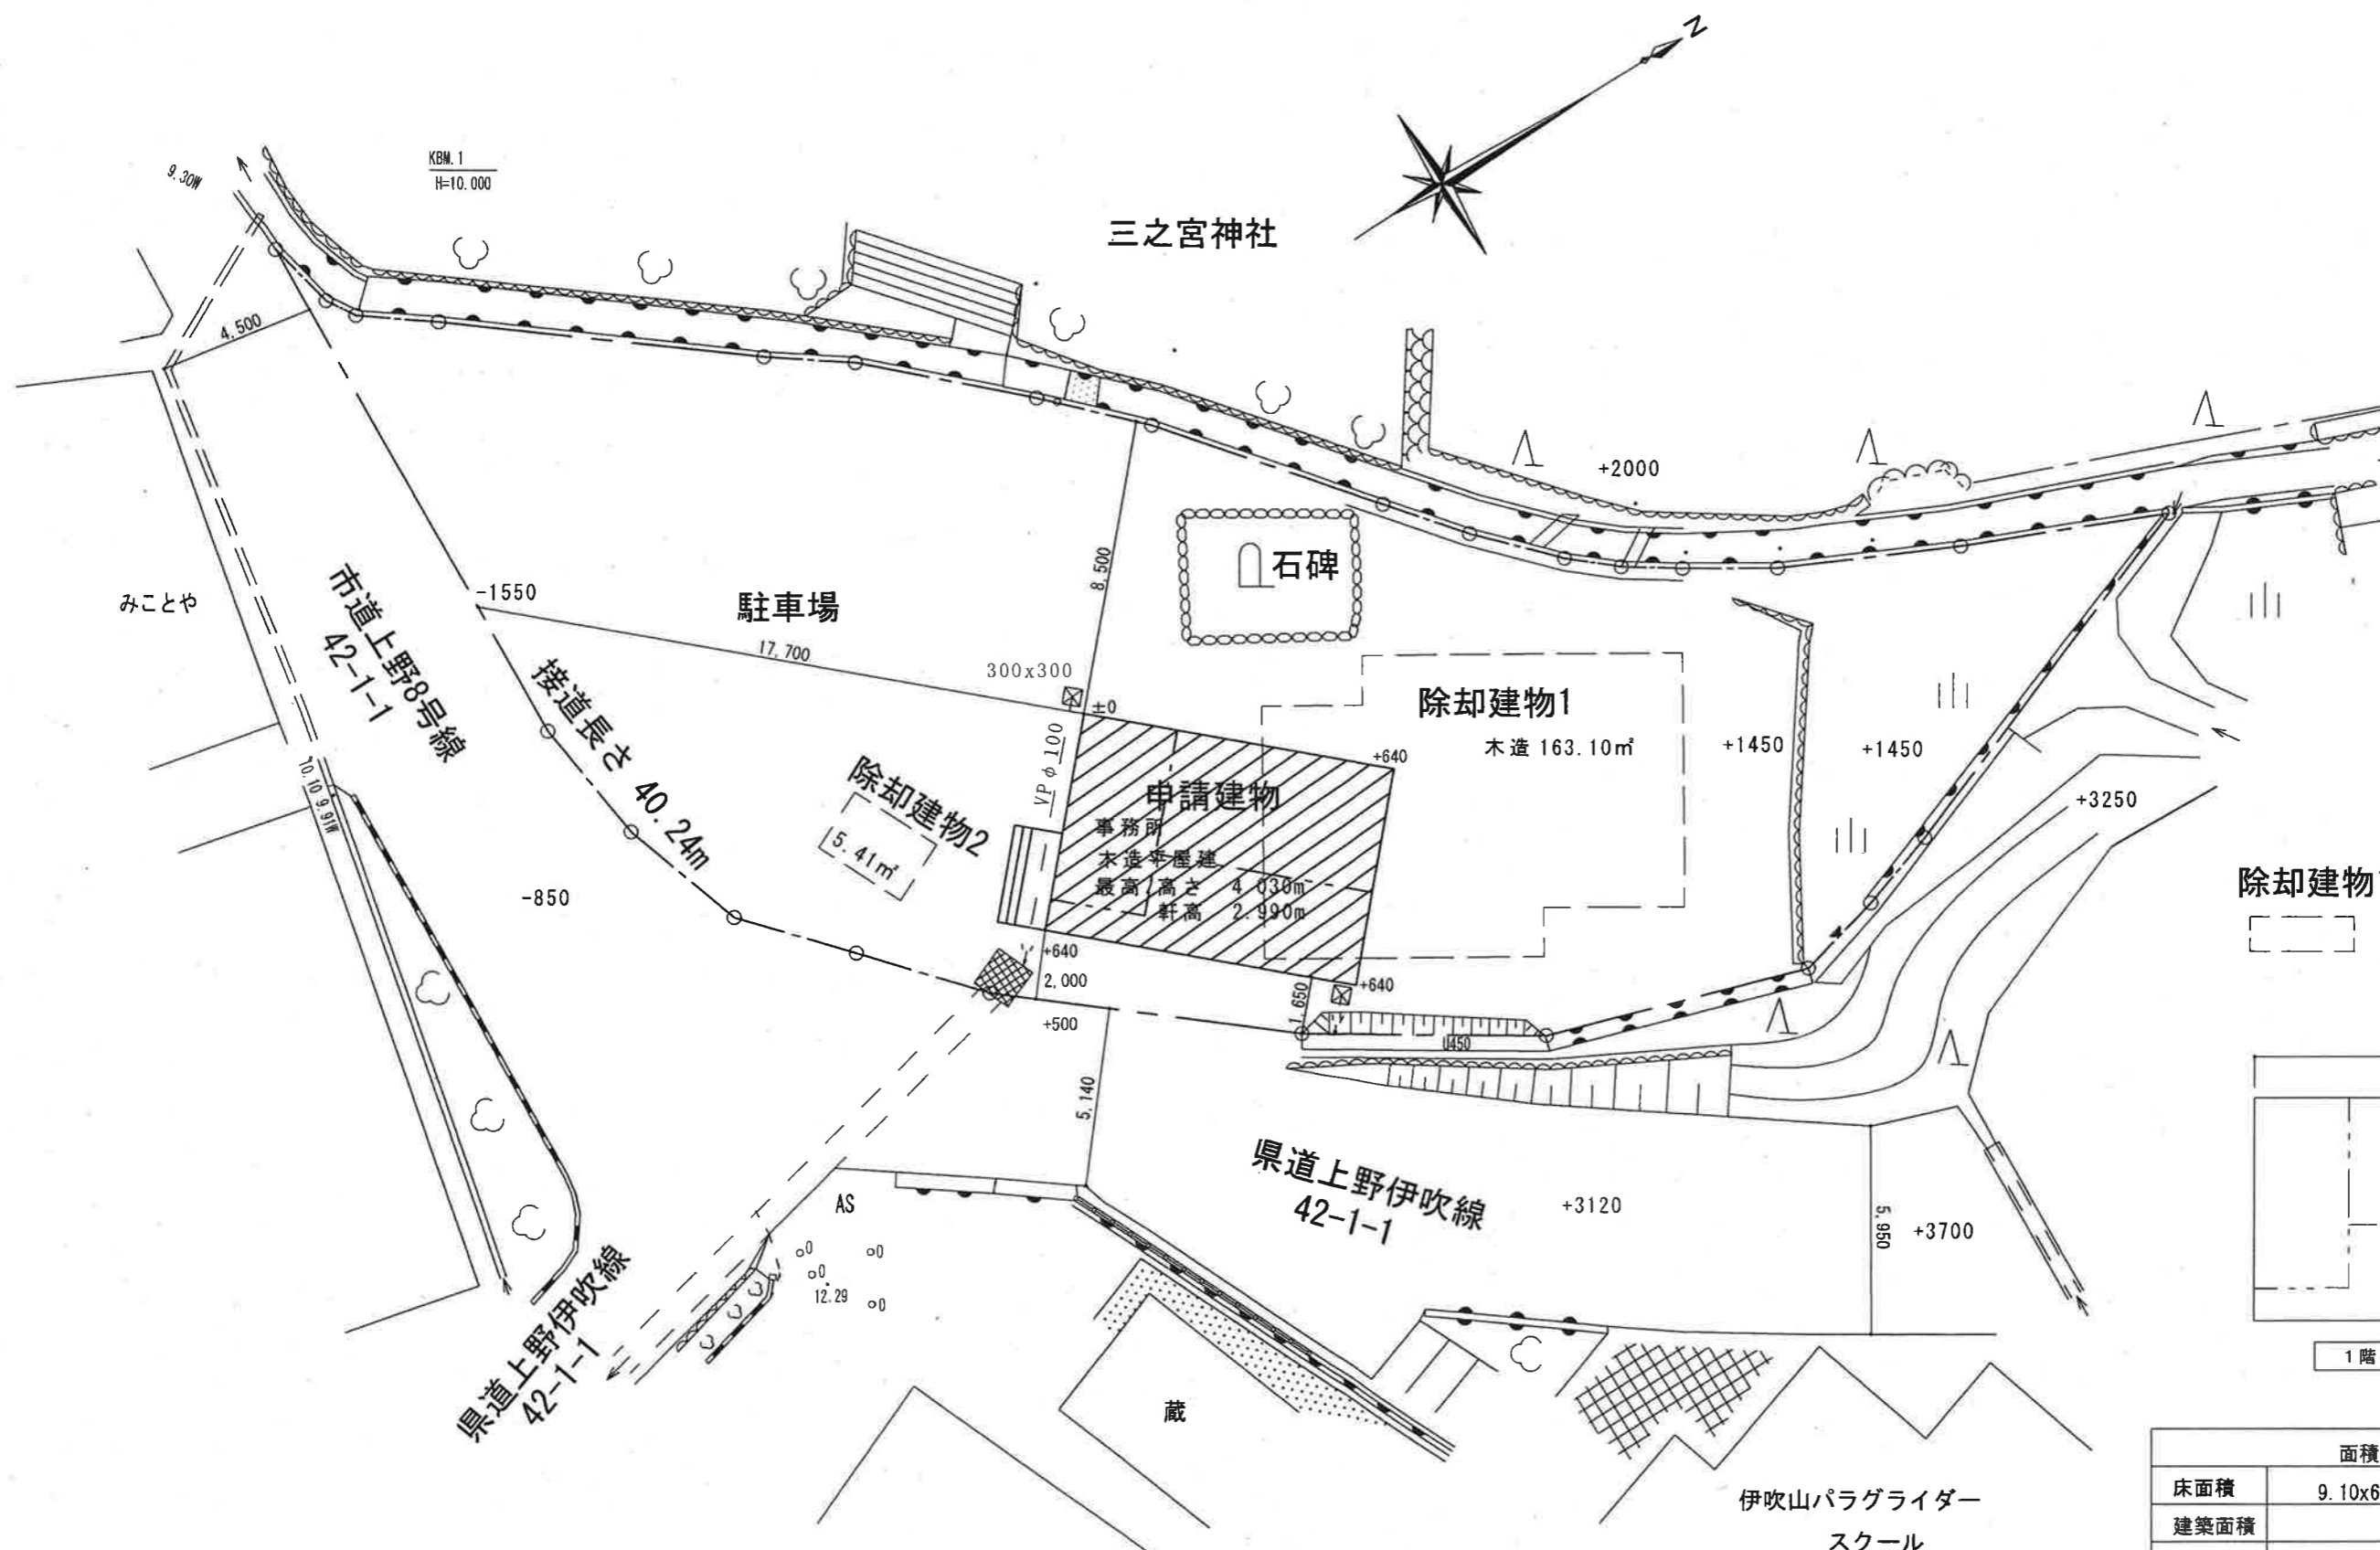 N
KBM.1
H=10.000
9.30W
三之宮神社
4,500
+2000
石碑
8,500
みことや
市道上野8号線
42-1-1
-1550
駐車場
17,700
300x300
±0
接道長さ 40.24m
VPφ100
除却建物1
木造 163.10㎡
+1450
+1450
+640
除却建物2
5.41㎡
申請建物
事務所
木造平屋建
最高高さ 4.030m
軒高 2.990m
+3250
10.10 9.91W
-850
除却建物
+640
2,000
+640
1,650
+500
U450
5,140
県道上野伊吹線
42-1-1
+3120
5,950
+3700
AS
12.29
県道上野伊吹線
42-1-1
蔵
1階
面積
床面積 9.10x6
建築面積
伊吹山パラグライダー
スクール